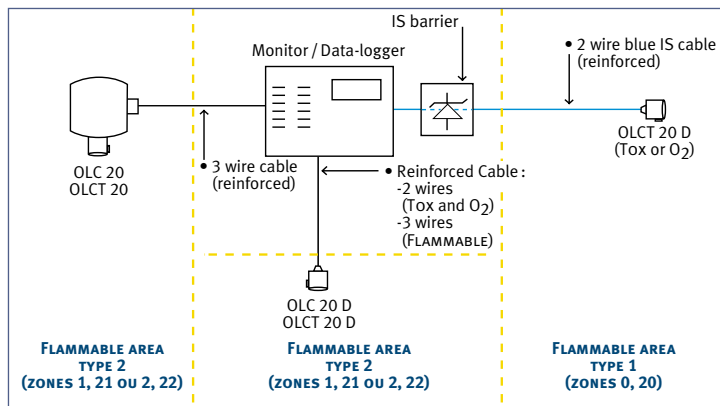 IS barrier
Monitor / Data-logger
• 2 wire blue IS cable
(reinforced)
OLCT 20 D
(Tox or O₂)
OLC 20
OLCT 20
• 3 wire cable
(reinforced)
• Reinforced Cable :
-2 wires
(Tox and O₂)
-3 wires
(Flammable)
OLC 20 D
OLCT 20 D
Flammable area
type 2
(zones 1, 21 ou 2, 22)
Flammable area
type 2
(zones 1, 21 ou 2, 22)
Flammable area
type 1
(zones 0, 20)